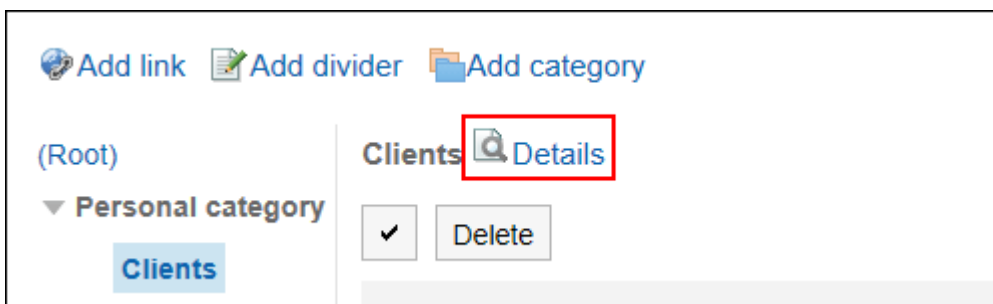 Add link Add divider Add category
(Root)
Personal category
Clients
Clients Details
Delete